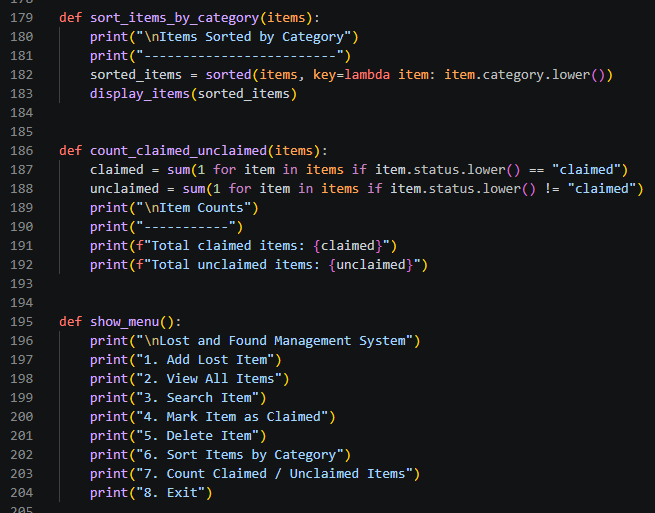 179 def sort_items_by_category(items):
180     print("\nItems Sorted by Category")
181     print("-------------------------")
182     sorted_items = sorted(items, key=lambda item: item.category.lower())
183     display_items(sorted_items)
184
185
186 def count_claimed_unclaimed(items):
187     claimed = sum(1 for item in items if item.status.lower() == "claimed")
188     unclaimed = sum(1 for item in items if item.status.lower() != "claimed")
189     print("\nItem Counts")
190     print("-----------")
191     print(f"Total claimed items: {claimed}")
192     print(f"Total unclaimed items: {unclaimed}")
193
194
195 def show_menu():
196     print("\nLost and Found Management System")
197     print("1. Add Lost Item")
198     print("2. View All Items")
199     print("3. Search Item")
200     print("4. Mark Item as Claimed")
201     print("5. Delete Item")
202     print("6. Sort Items by Category")
203     print("7. Count Claimed / Unclaimed Items")
204     print("8. Exit")